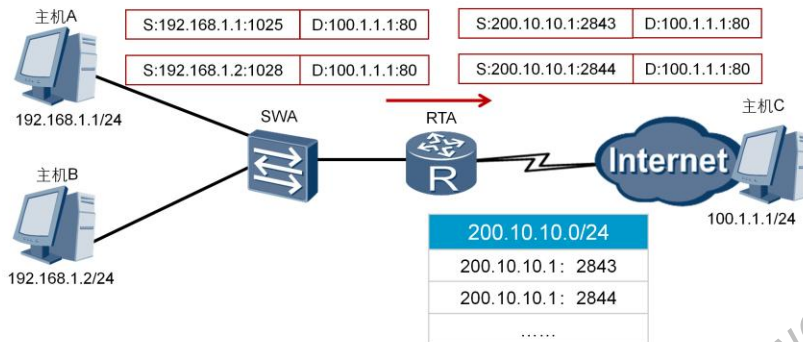 主机A
S:192.168.1.1:1025 D:100.1.1.1:80
S:200.10.10.1:2843 D:100.1.1.1:80
S:192.168.1.2:1028 D:100.1.1.1:80
S:200.10.10.1:2844 D:100.1.1.1:80
192.168.1.1/24
SWA
RTA
主机C
主机B
R
Internet
100.1.1.1/24
192.168.1.2/24
200.10.10.0/24
200.10.10.1: 2843
200.10.10.1: 2844
……